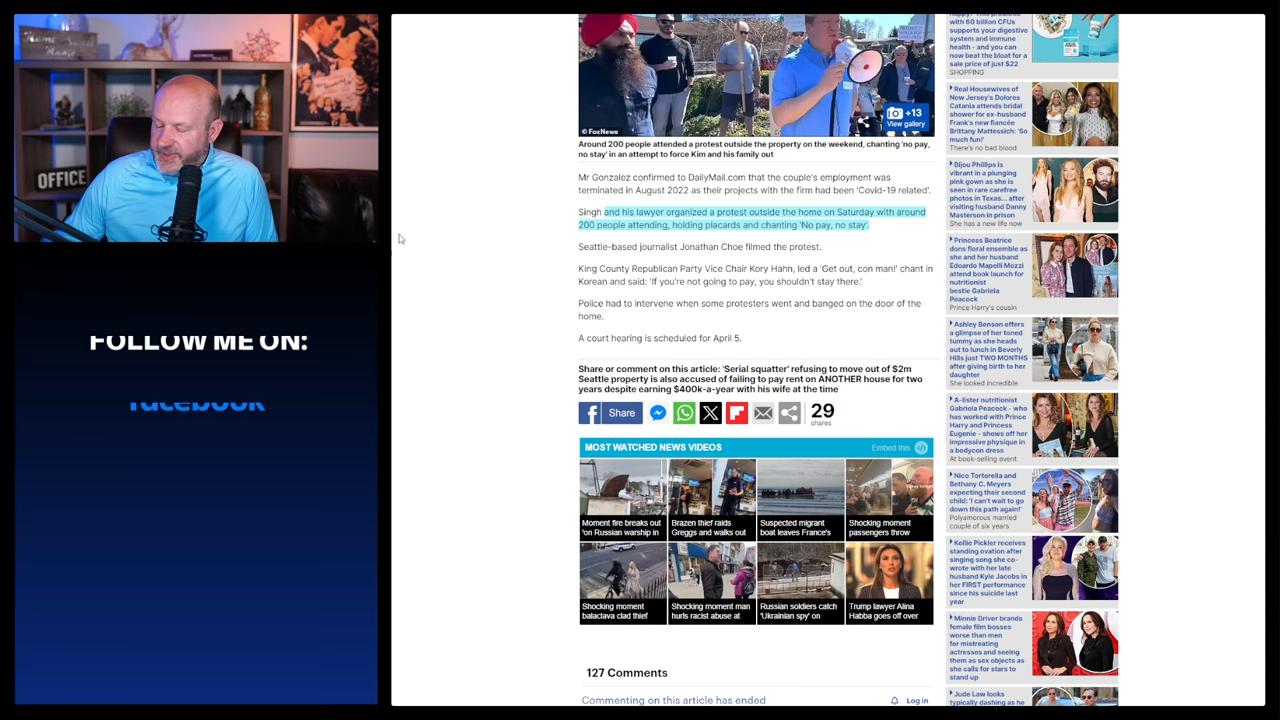 OFFICE
FOLLOW ME ON:
facebook
© FoxNews
+13
View gallery
Around 200 people attended a protest outside the property on the weekend, chanting 'no pay,
no stay' in an attempt to force Kim and his family out
Mr Gonzalez confirmed to DailyMail.com that the couple's employment was
terminated in August 2022 as their projects with the firm had been 'Covid-19 related'.
Singh and his lawyer organized a protest outside the home on Saturday with around
200 people attending, holding placards and chanting 'No pay, no stay'.
Seattle-based journalist Jonathan Choe filmed the protest.
King County Republican Party Vice Chair Kory Hahn, led a 'Get out, con man!' chant in
Korean and said: 'If you're not going to pay, you shouldn't stay there.'
Police had to intervene when some protesters went and banged on the door of the
home.
A court hearing is scheduled for April 5.
Share or comment on this article: 'Serial squatter' refusing to move out of $2m
Seattle property is also accused of failing to pay rent on ANOTHER house for two
years despite earning $400k-a-year with his wife at the time
Share
29
shares
MOST WATCHED NEWS VIDEOS
Embed this
Moment fire breaks out
'on Russian warship in
Brazen thief raids
Greggs and walks out
Suspected migrant
boat leaves France's
Shocking moment
passengers throw
Shocking moment
balaclava clad thief
Shocking moment man
hurls racist abuse at
Russian soldiers catch
'Ukrainian spy' on
Trump lawyer Alina
Habba goes off over
127 Comments
Commenting on this article has ended
Log in
with 60 billion CFUs
supports your digestive
system and immune
health - and you can
now beat the bloat for a
sale price of just $22
SHOPPING
Real Housewives of
New Jersey's Dolores
Catania attends bridal
shower for ex-husband
Frank's new fiancée
Brittany Mattessich: 'So
much fun!'
There's no bad blood
Bijou Phillips is
vibrant in a plunging
pink gown as she is
seen in rare carefree
photos in Texas... after
visiting husband Danny
Masterson in prison
She has a new life now
Princess Beatrice
dons floral ensemble as
she and her husband
Edoardo Mapelli Mozzi
attend book launch for
nutritionist
bestie Gabriela
Peacock
Prince Harry's cousin
Ashley Benson offers
a glimpse of her toned
tummy as she heads
out to lunch in Beverly
Hills just TWO MONTHS
after giving birth to her
daughter
She looked incredible
A-lister nutritionist
Gabriela Peacock - who
has worked with Prince
Harry and Princess
Eugenie - shows off her
impressive physique in
a bodycon dress
At book-selling event
Nico Tortorella and
Bethany C. Meyers
expecting their second
child: 'I can't wait to go
down this path again!'
Polyamorous married
couple of six years
Kellie Pickler receives
standing ovation after
singing song she co-
wrote with her late
husband Kyle Jacobs in
her FIRST performance
since his suicide last
year
Minnie Driver brands
female film bosses
worse than men
for mistreating
actresses and seeing
them as sex objects as
she calls for stars to
stand up
Jude Law looks
typically dashing as he